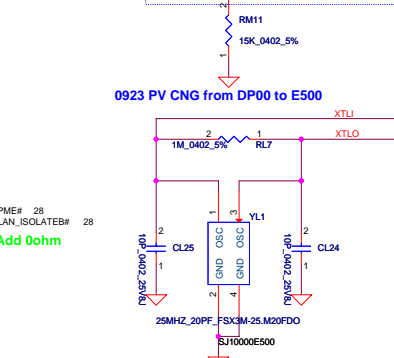 2
RM11
15K_0402_5%
1
0923 PV CNG from DP00 to E500
XTLI
2
1
XTLO
1M_0402_5%
RL7
PME# 28
LAN_ISOLATEB# 28
Add 0ohm
1
3
YL1
OSC
OSC
GND
GND
2
4
2
CL25
1
10P_0402_25V8J
2
CL24
1
10P_0402_25V8J
25MHZ_20PF_FSX3M-25.M20FDO
SJ10000E500